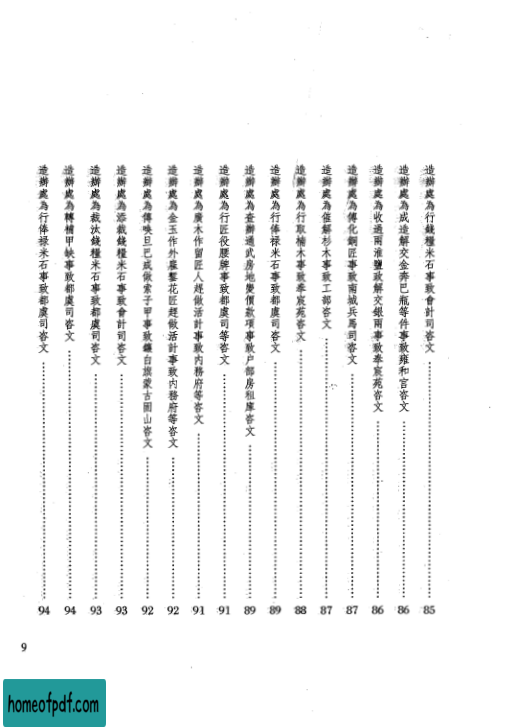 造辦處為行錢糧米石事致會計司咨文 85
造辦處為成造解交金奔巴瓶等件事致雍和宮咨文 86
造辦處為收過兩淮鹽政解交銀兩事致奉宸苑咨文 86
造辦處為傳化銅匠事致南城兵馬司咨文 87
造辦處為催解杉木事致工部咨文 87
造辦處為行取楠木事致奉宸苑咨文 88
造辦處為行俸祿米石事致都虞司咨文 89
造辦處為查辦通武房地變價款項事致户部房租庫咨文 89
造辦處為行匠役腰牌事致都虞司等咨文 91
造辦處為廣木作留匠人趕做活計事致內務府等咨文 91
造辦處為金玉作外雇鏨花匠趕做活計事致內務府等咨文 92
造辦處為傳喚旦巴咸做索子甲事致鑲白旗蒙古圖山咨文 92
造辦處為添裁錢糧米石事致會計司咨文 93
造辦處為裁汰錢糧米石事致都虞司咨文 93
造辦處為轉補甲缺事致都虞司咨文 94
造辦處為行俸祿米石事致都虞司咨文 94
9
homeofpdf.com